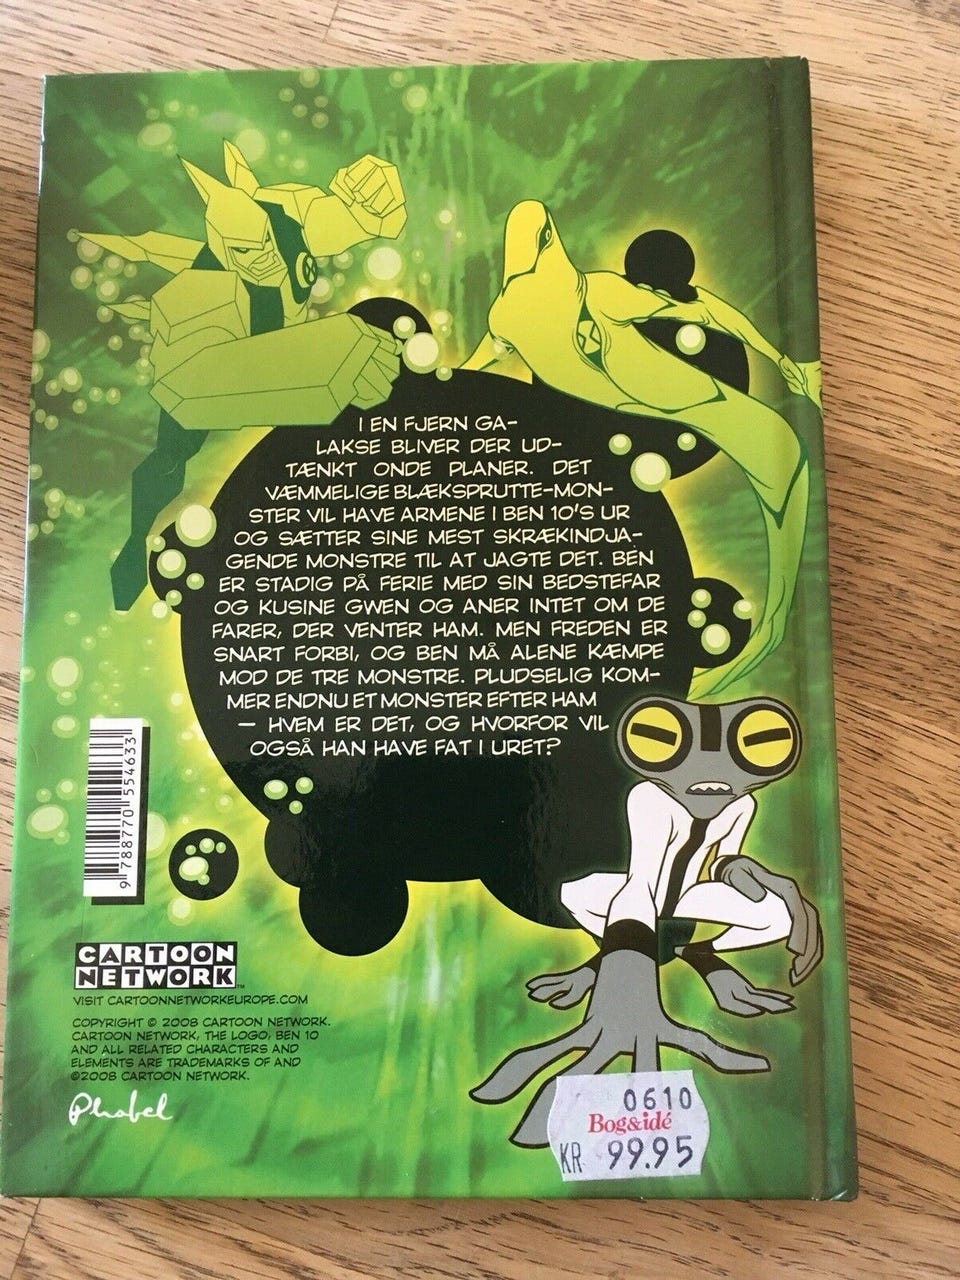 I EN FJERN GA-
LAKSE BLIVER DER UD-
TÆNKT ONDE PLANER. DET
VÆMMELIGE BLÆKSPRUTTE-MON-
STER VIL HAVE ARMENE I BEN 10'S UR
OG SÆTTER SINE MEST SKRÆKINDJA-
GENDE MONSTRE TIL AT JAGTE DET. BEN
ER STADIG PÅ FERIE MED SIN BEDSTEFAR
OG KUSINE GWEN OG ANER INTET OM DE
FARER, DER VENTER HAM. MEN FREDEN ER
SNART FORBI, OG BEN MÅ ALENE KÆMPE
MOD DE TRE MONSTRE. PLUDSELIG KOM-
MER ENDNU ET MONSTER EFTER HAM
– HVEM ER DET, OG HVORFOR VIL
OGSÅ HAN HAVE FAT I URET?
9 788770 554633
CARTOON
NETWORK™
VISIT CARTOONNETWORKEUROPE.COM
COPYRIGHT © 2008 CARTOON NETWORK.
CARTOON NETWORK, THE LOGO, BEN 10
AND ALL RELATED CHARACTERS AND
ELEMENTS ARE TRADEMARKS OF AND
©2008 CARTOON NETWORK.
Phabel
0610
Bog&idé
KR 99.95